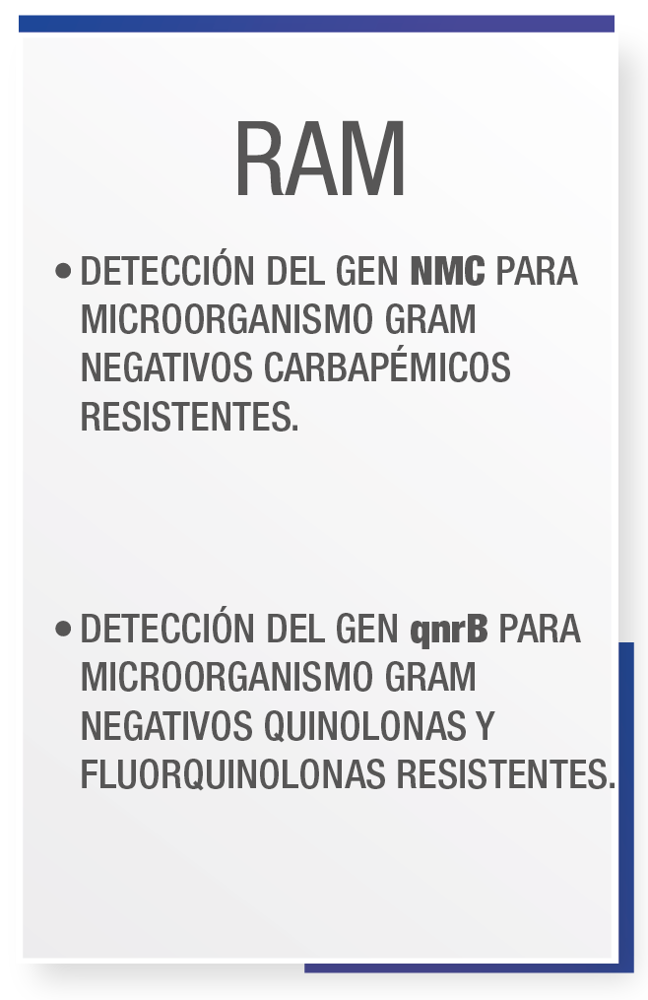 RAM
• DETECCIÓN DEL GEN NMC PARA
MICROORGANISMO GRAM
NEGATIVOS CARBAPÉMICOS
RESISTENTES.
• DETECCIÓN DEL GEN qnrB PARA
MICROORGANISMO GRAM
NEGATIVOS QUINOLONAS Y
FLUORQUINOLONAS RESISTENTES.